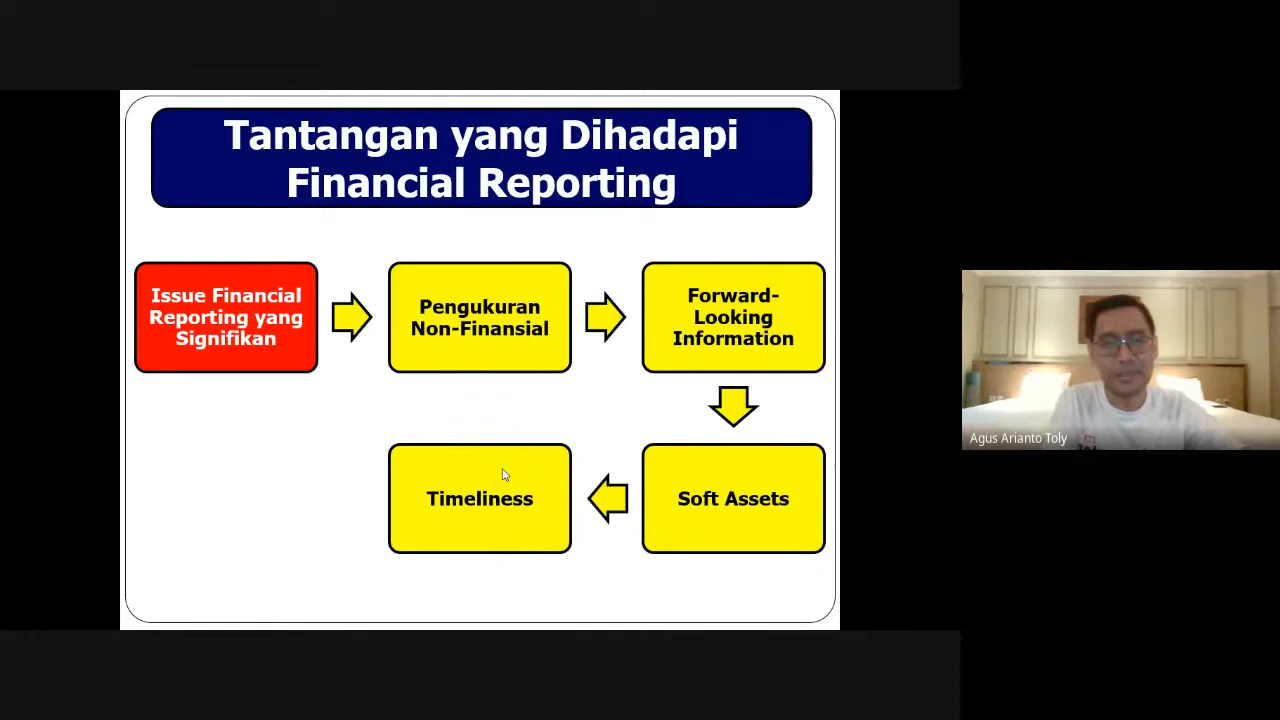 Tantangan yang Dihadapi
Financial Reporting
Issue Financial
Reporting yang
Signifikan
Pengukuran
Non-Finansial
Forward-
Looking
Information
Timeliness
Soft Assets
Agus Arianto Toly